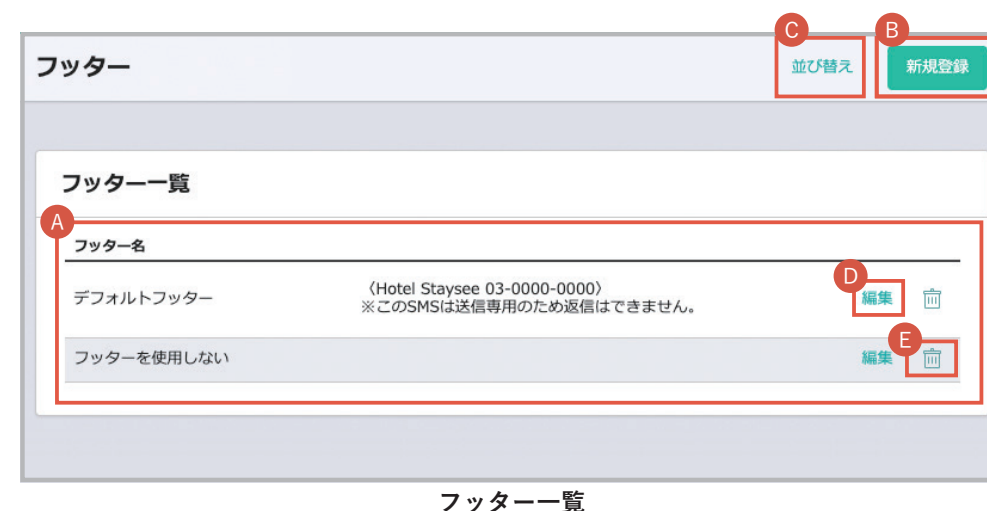 C
B
フッター
並び替え
新規登録
フッター一覧
A
フッター名
D
デフォルトフッター
〈Hotel Staysee 03-0000-0000〉
※このSMSは送信専用のため返信はできません。
編集
E
フッターを使用しない
編集
フッター一覧